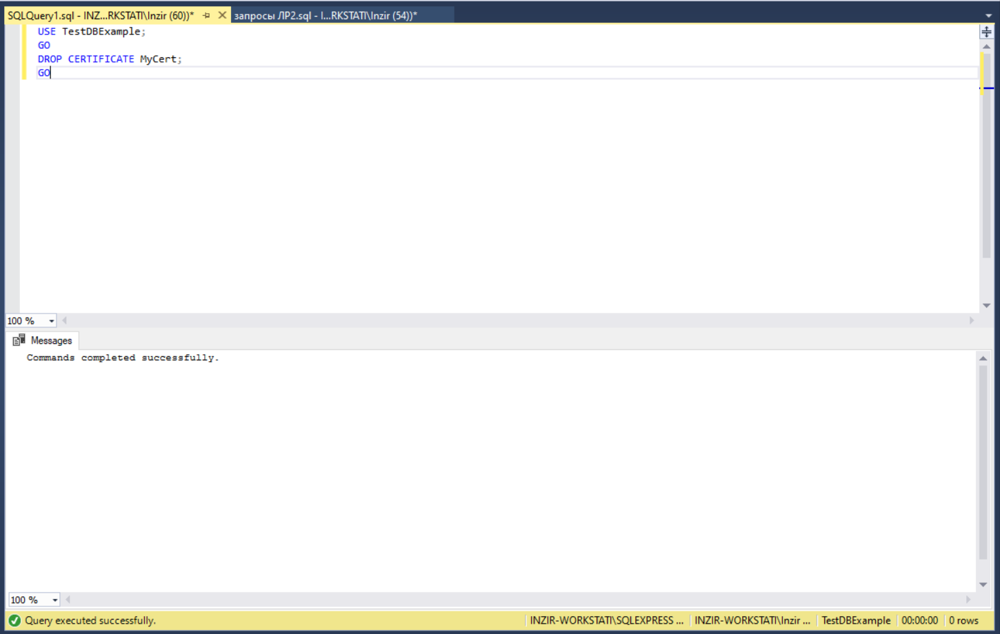 SQLQuery1.sql - INZ...RKSTATI\Inzir (60))* запросы ЛР2.sql - I...RKSTATI\Inzir (54))*
USE TestDBExample;
GO
DROP CERTIFICATE MyCert;
GO
100 %
Messages
Commands completed successfully.
100 %
Query executed successfully. INZIR-WORKSTATI\SQLEXPRESS ... INZIR-WORKSTATI\Inzir ... TestDBExample 00:00:00 0 rows